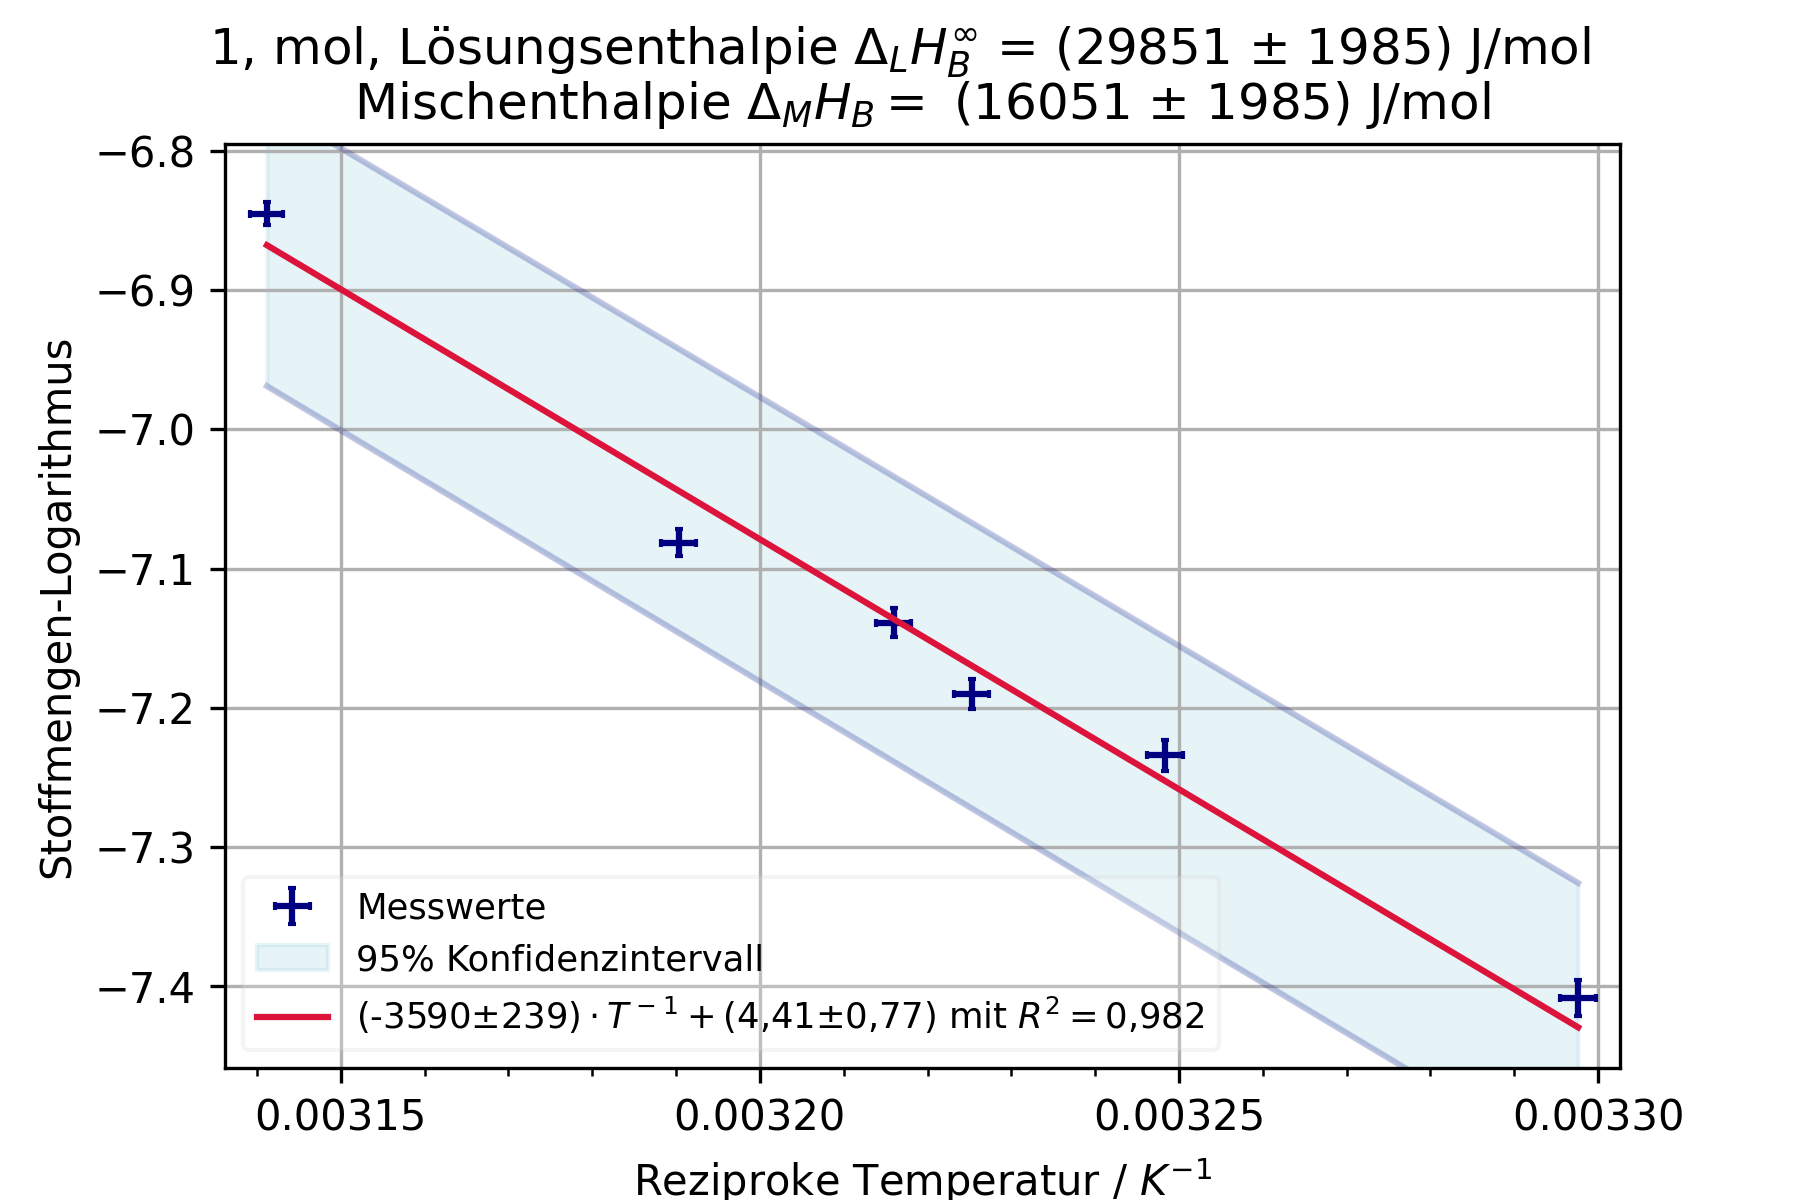 1, mol, Lösungsenthalpie Δ_L H_B^∞ = (29851 ± 1985) J/mol
Mischenthalpie Δ_M H_B = (16051 ± 1985) J/mol
−6.8
−6.9
−7.0
−7.1
−7.2
−7.3
−7.4
Stoffmengen-Logarithmus
Messwerte
95% Konfidenzintervall
(-3590±239) · T⁻¹ + (4,41±0,77) mit R² = 0,982
0.00315 0.00320 0.00325 0.00330
Reziproke Temperatur / K⁻¹